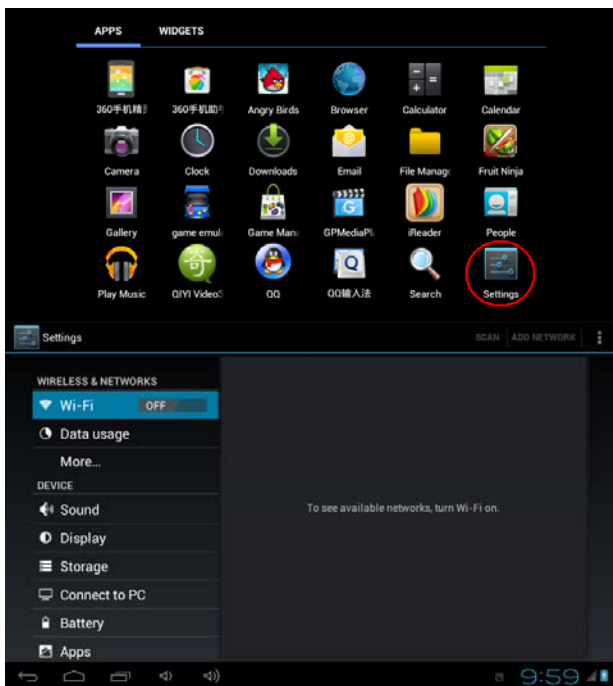 APPS WIDGETS
360手机精 360手机助手 Angry Birds Browser Calculator Calendar
Camera Clock Downloads Email File Manag Fruit Ninja
Gallery game emul Game Man GPMediaPl iReader People
Play Music QIYI Video QQ QQ输入法 Search Settings
Settings SCAN ADD NETWORK
WIRELESS & NETWORKS
Wi-Fi OFF
Data usage
More...
DEVICE
Sound
To see available networks, turn Wi-Fi on.
Display
Storage
Connect to PC
Battery
Apps
9:59